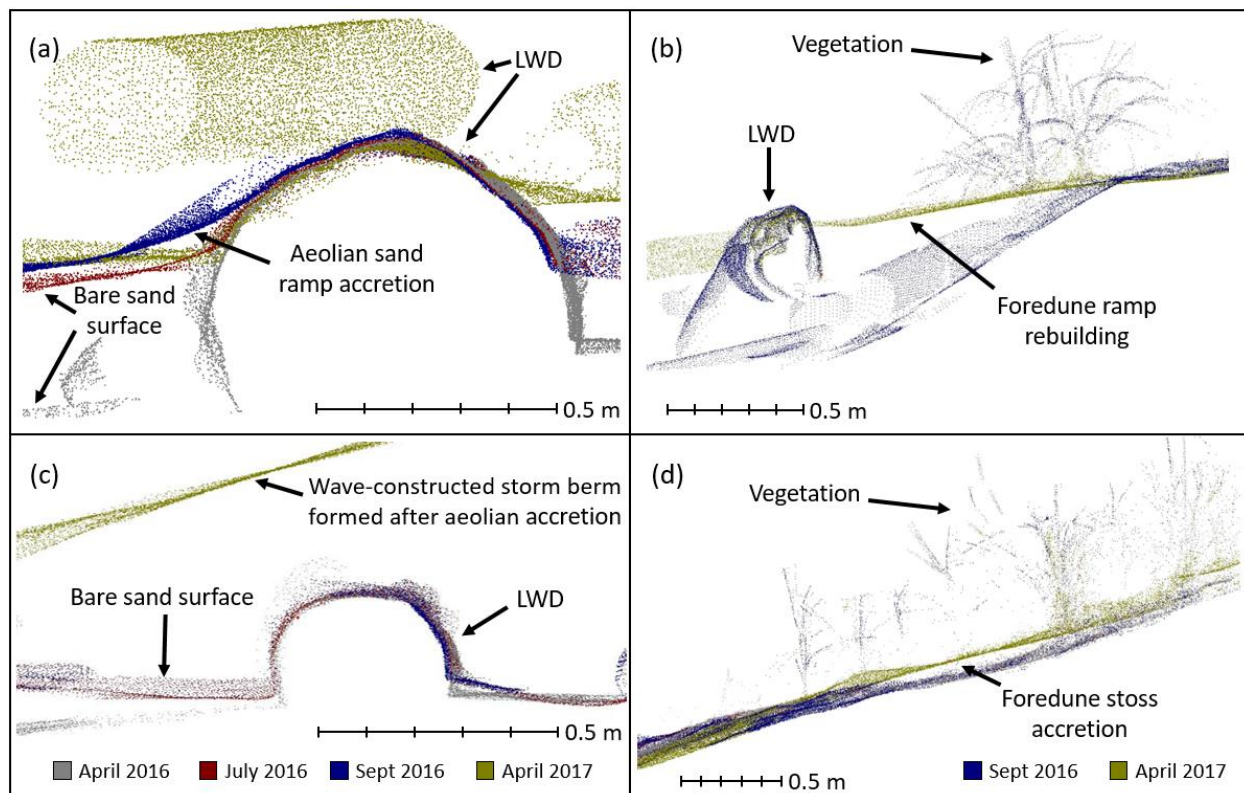 (a)
LWD
Aeolian sand
ramp accretion
Bare sand
surface
0.5 m
(b)
Vegetation
LWD
Foredune ramp
rebuilding
0.5 m
(c)
Wave-constructed storm berm
formed after aeolian accretion
Bare sand surface
LWD
0.5 m
April 2016 July 2016 Sept 2016 April 2017
(d)
Vegetation
Foredune stoss
accretion
0.5 m
Sept 2016 April 2017